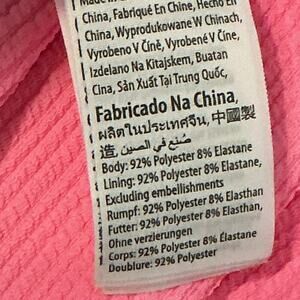 China, Fabriqué En Chine, Hecho En
China, Wyprodukowane W Chinach,
Vyrobeno V Číně, Vyrobené V Číne,
Izdelano Na Kitajskem, Buatan
Cina, Sản Xuất Tại Trung Quốc,
Fabricado Na China,
ผลิตในประเทศจีน, 中國製
造, صنع في الصين
Body: 92% Polyester 8% Elastane
Lining: 92% Polyester 8% Elastane
Excluding embellishments
Rumpf: 92% Polyester 8% Elasthan
Futter: 92% Polyester 8% Elasthan,
Ohne verzierungen
Corps: 92% Polyester 8% Élastane
Doublure: 92% Polyester 8%